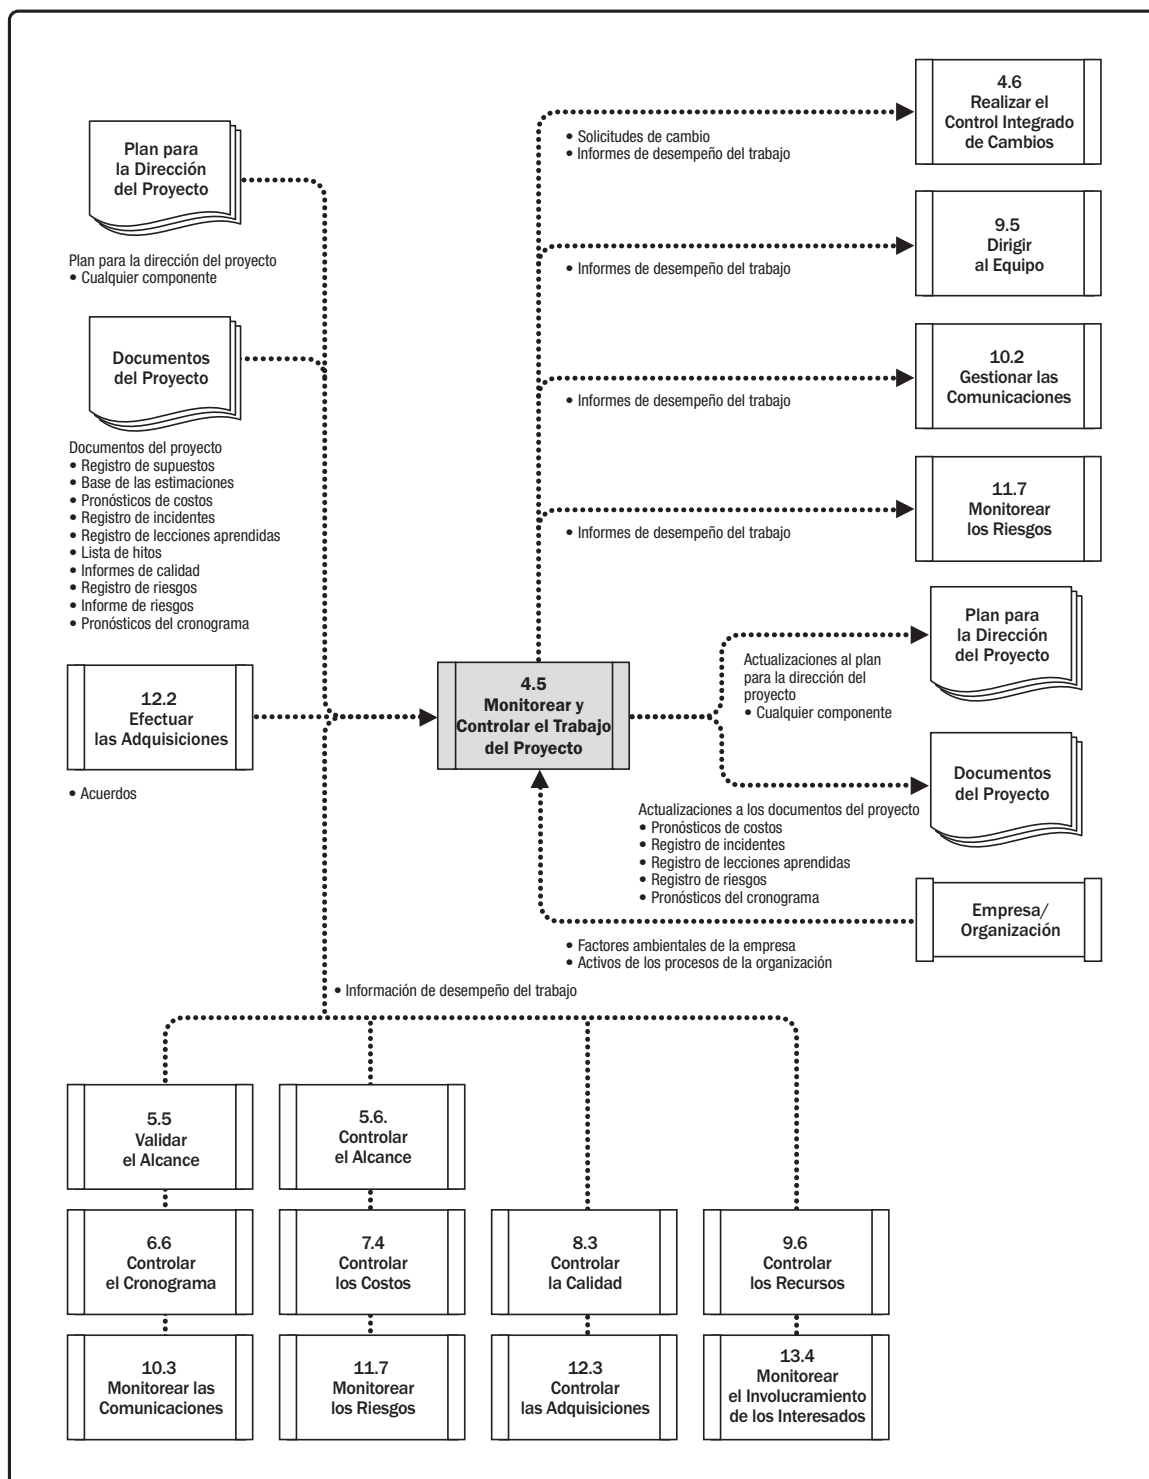 Plan para
la Dirección
del Proyecto
Plan para la dirección del proyecto
• Cualquier componente
Documentos
del Proyecto
Documentos del proyecto
• Registro de supuestos
• Base de las estimaciones
• Pronósticos de costos
• Registro de incidentes
• Registro de lecciones aprendidas
• Lista de hitos
• Informes de calidad
• Registro de riesgos
• Informe de riesgos
• Pronósticos del cronograma
12.2
Efectuar
las Adquisiciones
• Acuerdos
4.5
Monitorear y
Controlar el Trabajo
del Proyecto
• Solicitudes de cambio
• Informes de desempeño del trabajo
4.6
Realizar el
Control Integrado
de Cambios
• Informes de desempeño del trabajo
9.5
Dirigir
al Equipo
• Informes de desempeño del trabajo
10.2
Gestionar las
Comunicaciones
• Informes de desempeño del trabajo
11.7
Monitorear
los Riesgos
Plan para
la Dirección
del Proyecto
Actualizaciones al plan
para la dirección del
proyecto
• Cualquier componente
Documentos
del Proyecto
Actualizaciones a los documentos del proyecto
• Pronósticos de costos
• Registro de incidentes
• Registro de lecciones aprendidas
• Registro de riesgos
• Pronósticos del cronograma
Empresa/
Organización
• Factores ambientales de la empresa
• Activos de los procesos de la organización
• Información de desempeño del trabajo
5.5
Validar
el Alcance
5.6.
Controlar
el Alcance
6.6
Controlar
el Cronograma
7.4
Controlar
los Costos
8.3
Controlar
la Calidad
9.6
Controlar
los Recursos
10.3
Monitorear las
Comunicaciones
11.7
Monitorear
los Riesgos
12.3
Controlar
las Adquisiciones
13.4
Monitorear
el Involucramiento
de los Interesados